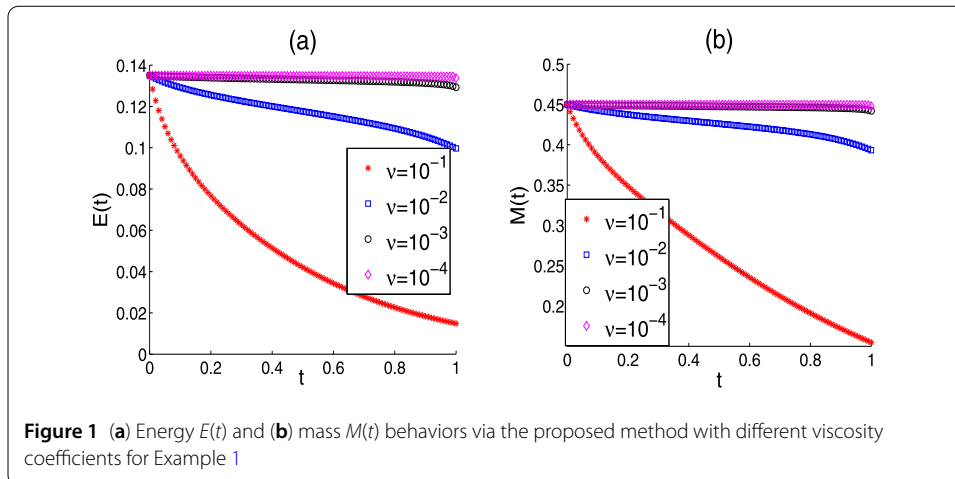 (a)
0.14
0.12
0.1
0.08
0.06
0.04
0.02
0
E(t)
0
0.2
0.4
0.6
0.8
1
t
ν=10⁻¹
ν=10⁻²
ν=10⁻³
ν=10⁻⁴
(b)
0.5
0.45
0.4
0.35
0.3
0.25
0.2
M(t)
0
0.2
0.4
0.6
0.8
1
t
ν=10⁻¹
ν=10⁻²
ν=10⁻³
ν=10⁻⁴
Figure 1 (a) Energy E(t) and (b) mass M(t) behaviors via the proposed method with different viscosity
coefficients for Example 1